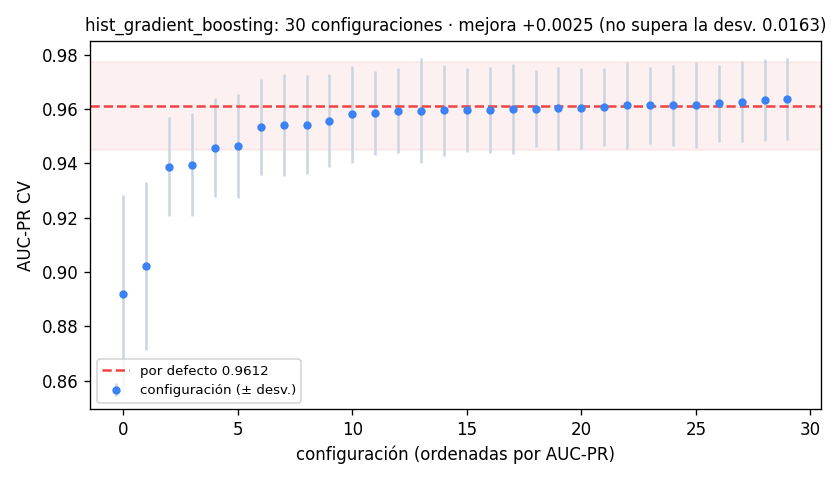 hist_gradient_boosting: 30 configuraciones · mejora +0.0025 (no supera la desv. 0.0163)
AUC-PR CV
0.98
0.96
0.94
0.92
0.90
0.88
0.86
por defecto 0.9612
configuración (± desv.)
0 5 10 15 20 25 30
configuración (ordenadas por AUC-PR)